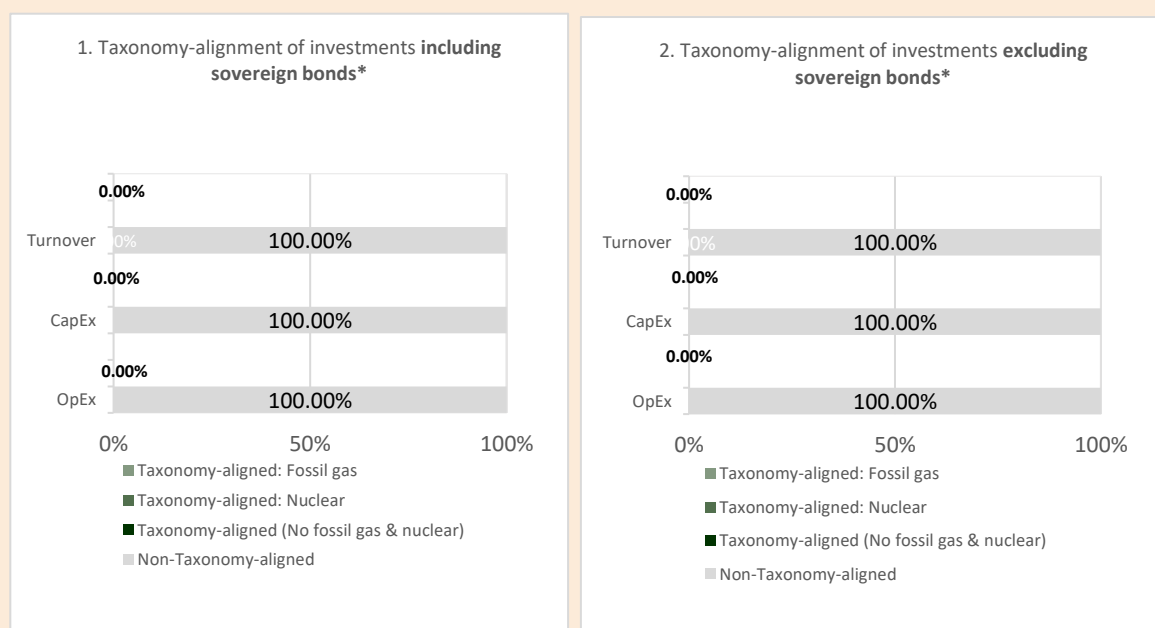 1. Taxonomy-alignment of investments including
sovereign bonds*
0.00%
Turnover 0% 100.00%
0.00%
CapEx 100.00%
0.00%
OpEx 100.00%
0% 50% 100%
Taxonomy-aligned: Fossil gas
Taxonomy-aligned: Nuclear
Taxonomy-aligned (No fossil gas & nuclear)
Non-Taxonomy-aligned
2. Taxonomy-alignment of investments excluding
sovereign bonds*
0.00%
Turnover 0% 100.00%
0.00%
CapEx 100.00%
0.00%
OpEx 100.00%
0% 50% 100%
Taxonomy-aligned: Fossil gas
Taxonomy-aligned: Nuclear
Taxonomy-aligned (No fossil gas & nuclear)
Non-Taxonomy-aligned